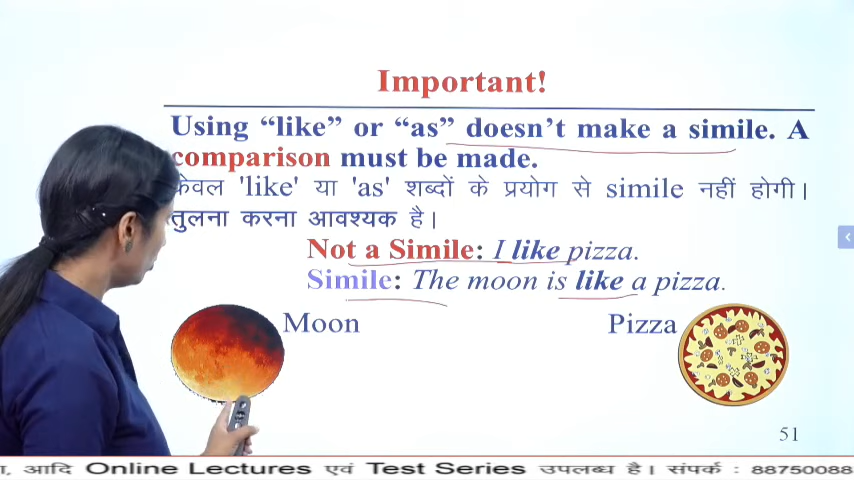 Important!
Using “like” or “as” doesn’t make a simile. A
comparison must be made.
केवल 'like' या 'as' शब्दों के प्रयोग से simile नहीं होगी।
तुलना करना आवश्यक है।
Not a Simile: I like pizza.
Simile: The moon is like a pizza.
Moon
Pizza
51
आदि Online Lectures एवं Test Series उपलब्ध है। संपर्क : 88750088